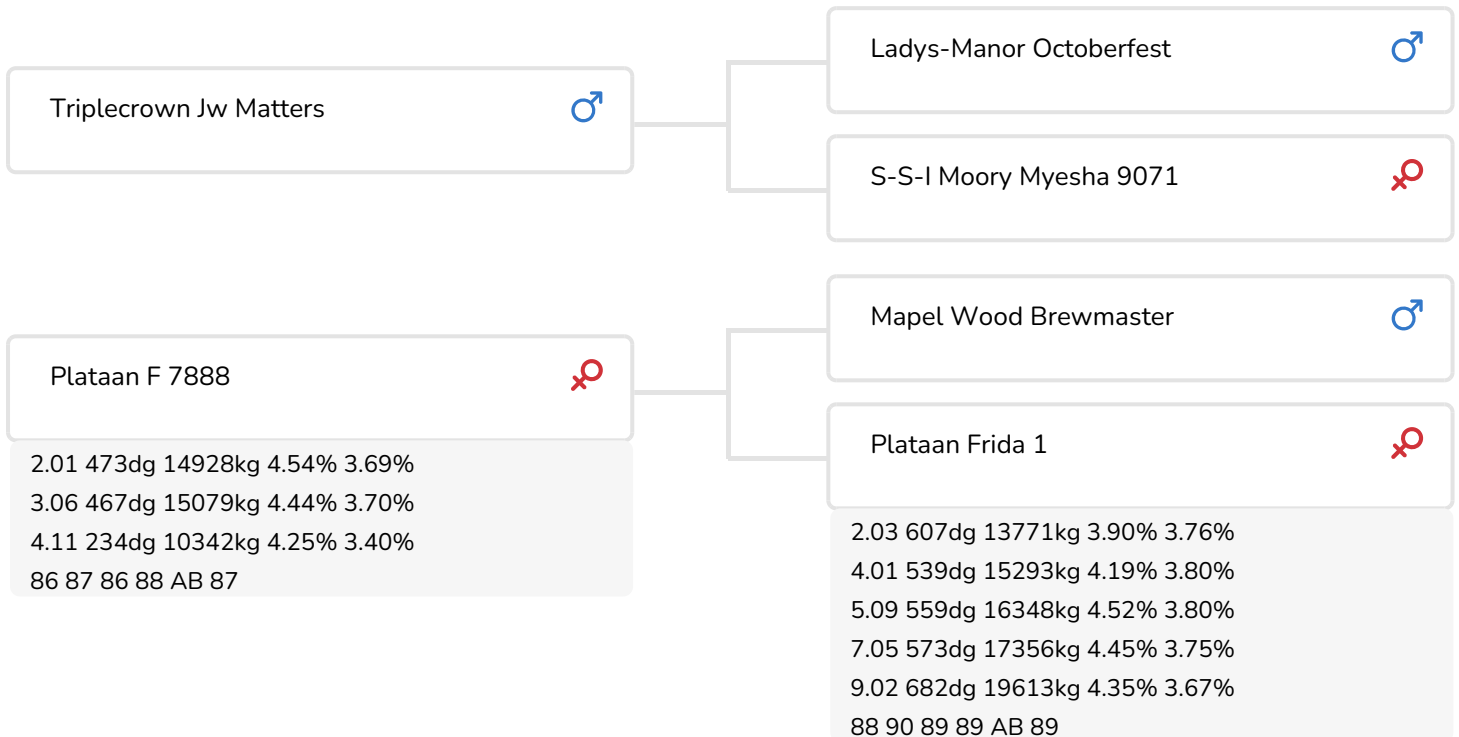 Ladys-Manor Octoberfest
Triplecrown Jw Matters
S-S-I Moory Myesha 9071
Mapel Wood Brewmaster
Plataan F 7888
2.01 473dg 14928kg 4.54% 3.69%
3.06 467dg 15079kg 4.44% 3.70%
4.11 234dg 10342kg 4.25% 3.40%
86 87 86 88 AB 87
Plataan Frida 1
2.03 607dg 13771kg 3.90% 3.76%
4.01 539dg 15293kg 4.19% 3.80%
5.09 559dg 16348kg 4.52% 3.80%
7.05 573dg 17356kg 4.45% 3.75%
9.02 682dg 19613kg 4.35% 3.67%
88 90 89 89 AB 89